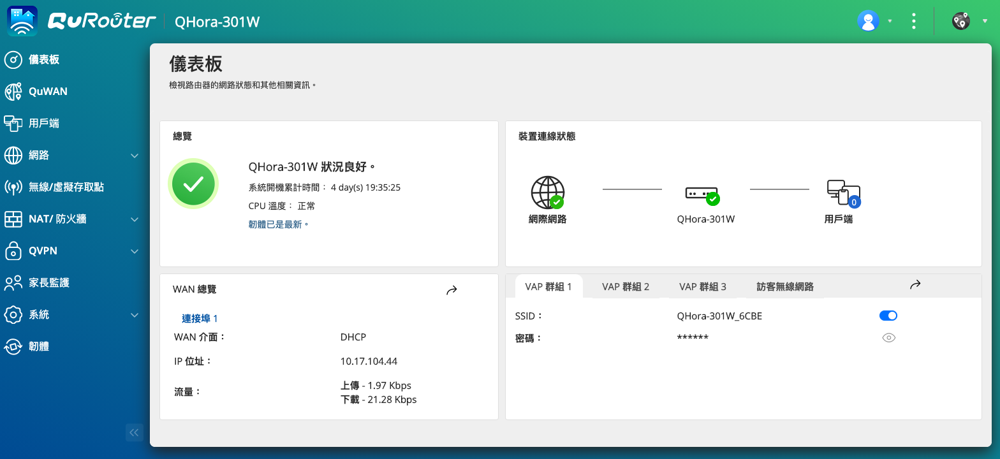 QuRouter
QHora-301W
儀表板
QuWAN
用戶端
網路
無線/虛擬存取點
NAT/ 防火牆
QVPN
家長監護
系統
韌體
儀表板
檢視路由器的網路狀態和其他相關資訊。
總覽
QHora-301W 狀況良好。
系統開機累計時間： 4 day(s) 19:35:25
CPU 溫度： 正常
韌體已是最新。
裝置連線狀態
0
網際網路
QHora-301W
用戶端
WAN 總覽
連接埠 1
WAN 介面： DHCP
IP 位址： 10.17.104.44
流量：
上傳 - 1.97 Kbps
下載 - 21.28 Kbps
VAP 群組 1 VAP 群組 2 VAP 群組 3 訪客無線網路
SSID： QHora-301W_6CBE
密碼： ******